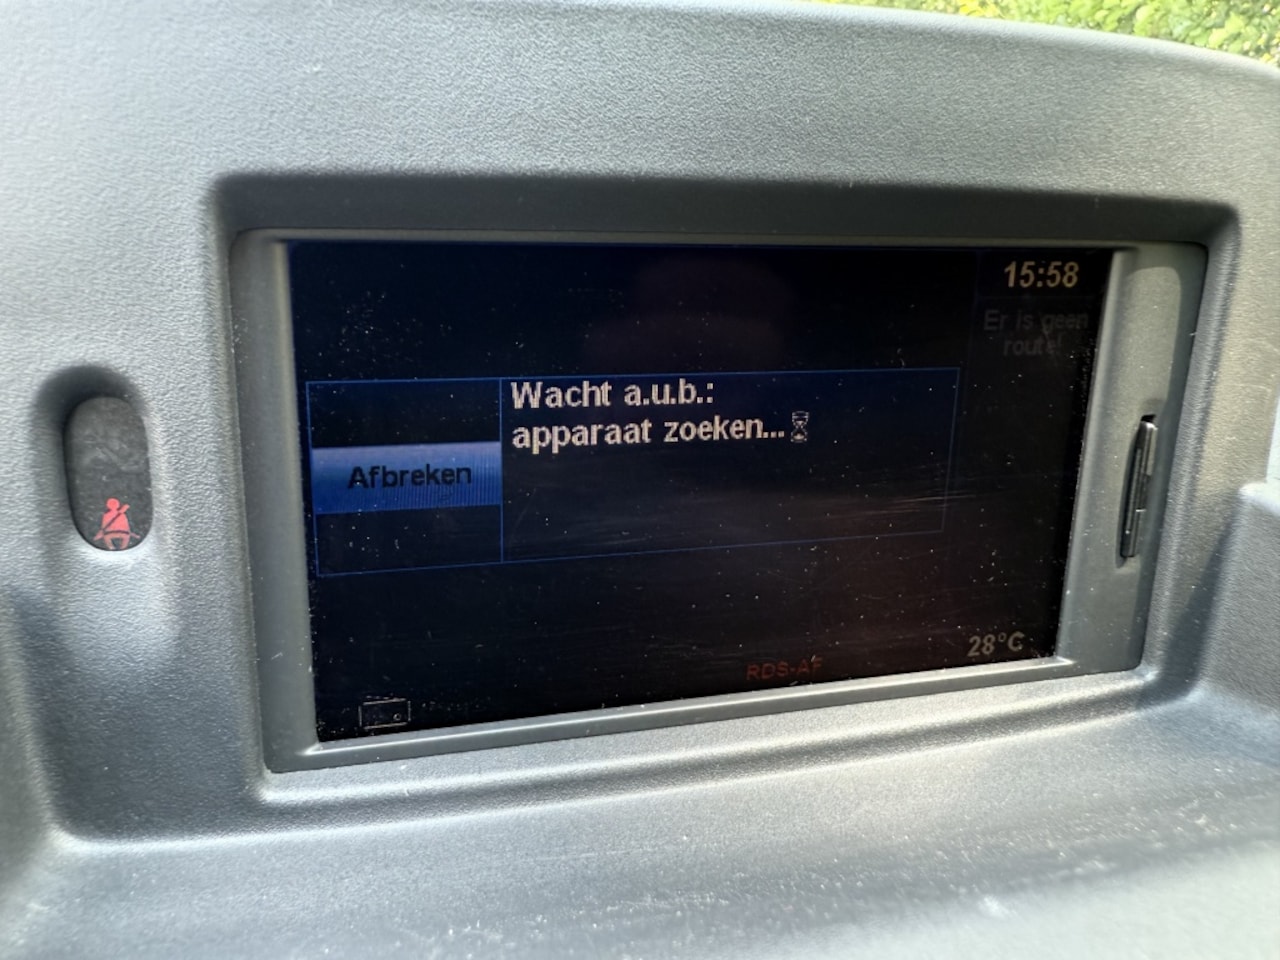 15:58
Er is geen
route!
Wacht a.u.b.:
apparaat zoeken...
Afbreken
28°C
RDS-AF